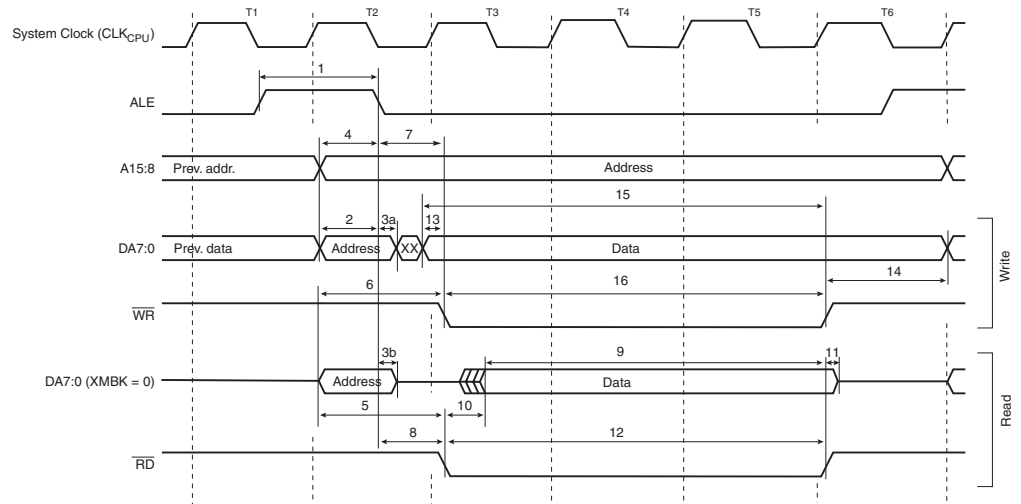 T1 T2 T3 T4 T5 T6
System Clock (CLKCPU)
1
ALE
4 7
A15:8 Prev. addr. Address
15
2 3a 13
DA7:0 Prev. data Address XX Data
14
6 16
WR
Write
3b 9 11
DA7:0 (XMBK = 0) Address Data
5 10
8 12
RD
Read